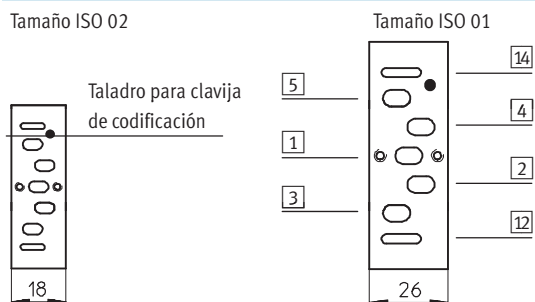 Tamaño ISO 02
Tamaño ISO 01
Taladro para clavija
de codificación
5
1
3
14
4
2
12
18
26